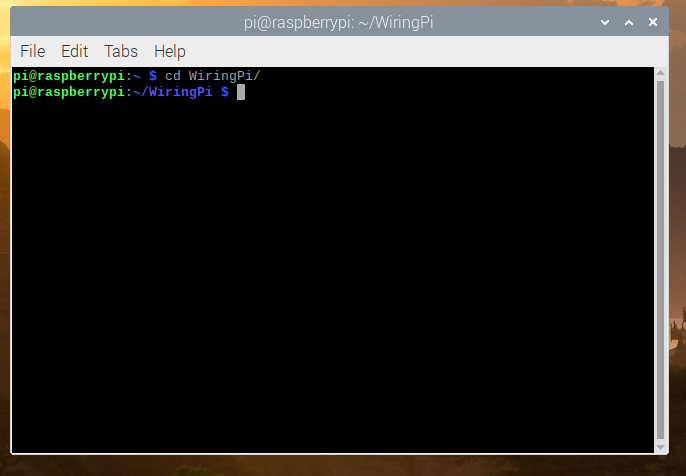 pi@raspberrypi: ~/WiringPi
File Edit Tabs Help
pi@raspberrypi:~ $ cd WiringPi/
pi@raspberrypi:~/WiringPi $